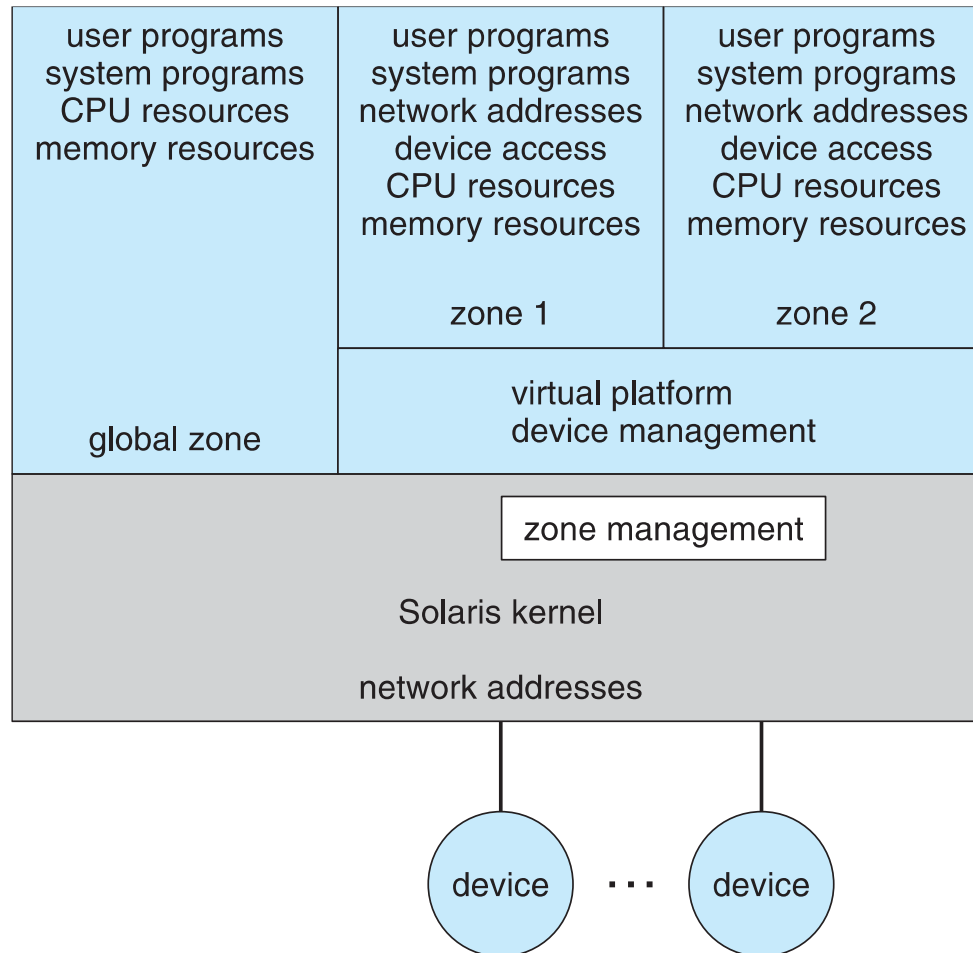 user programs
system programs
CPU resources
memory resources
global zone
user programs
system programs
network addresses
device access
CPU resources
memory resources
zone 1
user programs
system programs
network addresses
device access
CPU resources
memory resources
zone 2
virtual platform
device management
zone management
Solaris kernel
network addresses
device
...
device